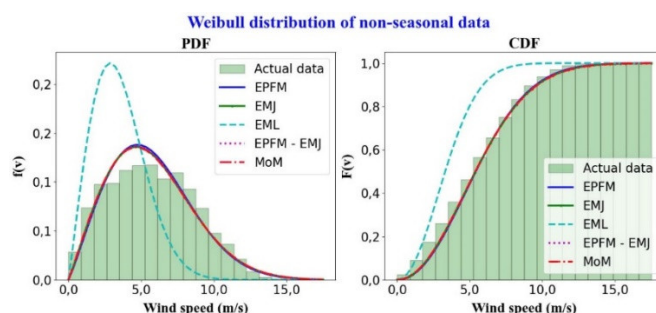 Weibull distribution of non-seasonal data
PDF
f(v)
0,2
0,2
0,1
0,1
0,0
0,0
5,0
10,0
15,0
Wind speed (m/s)
Actual data
EPFM
EMJ
EML
EPFM - EMJ
MoM
CDF
F(v)
1,0
0,8
0,6
0,4
0,2
0,0
0,0
5,0
10,0
15,0
Wind speed (m/s)
Actual data
EPFM
EMJ
EML
EPFM - EMJ
MoM